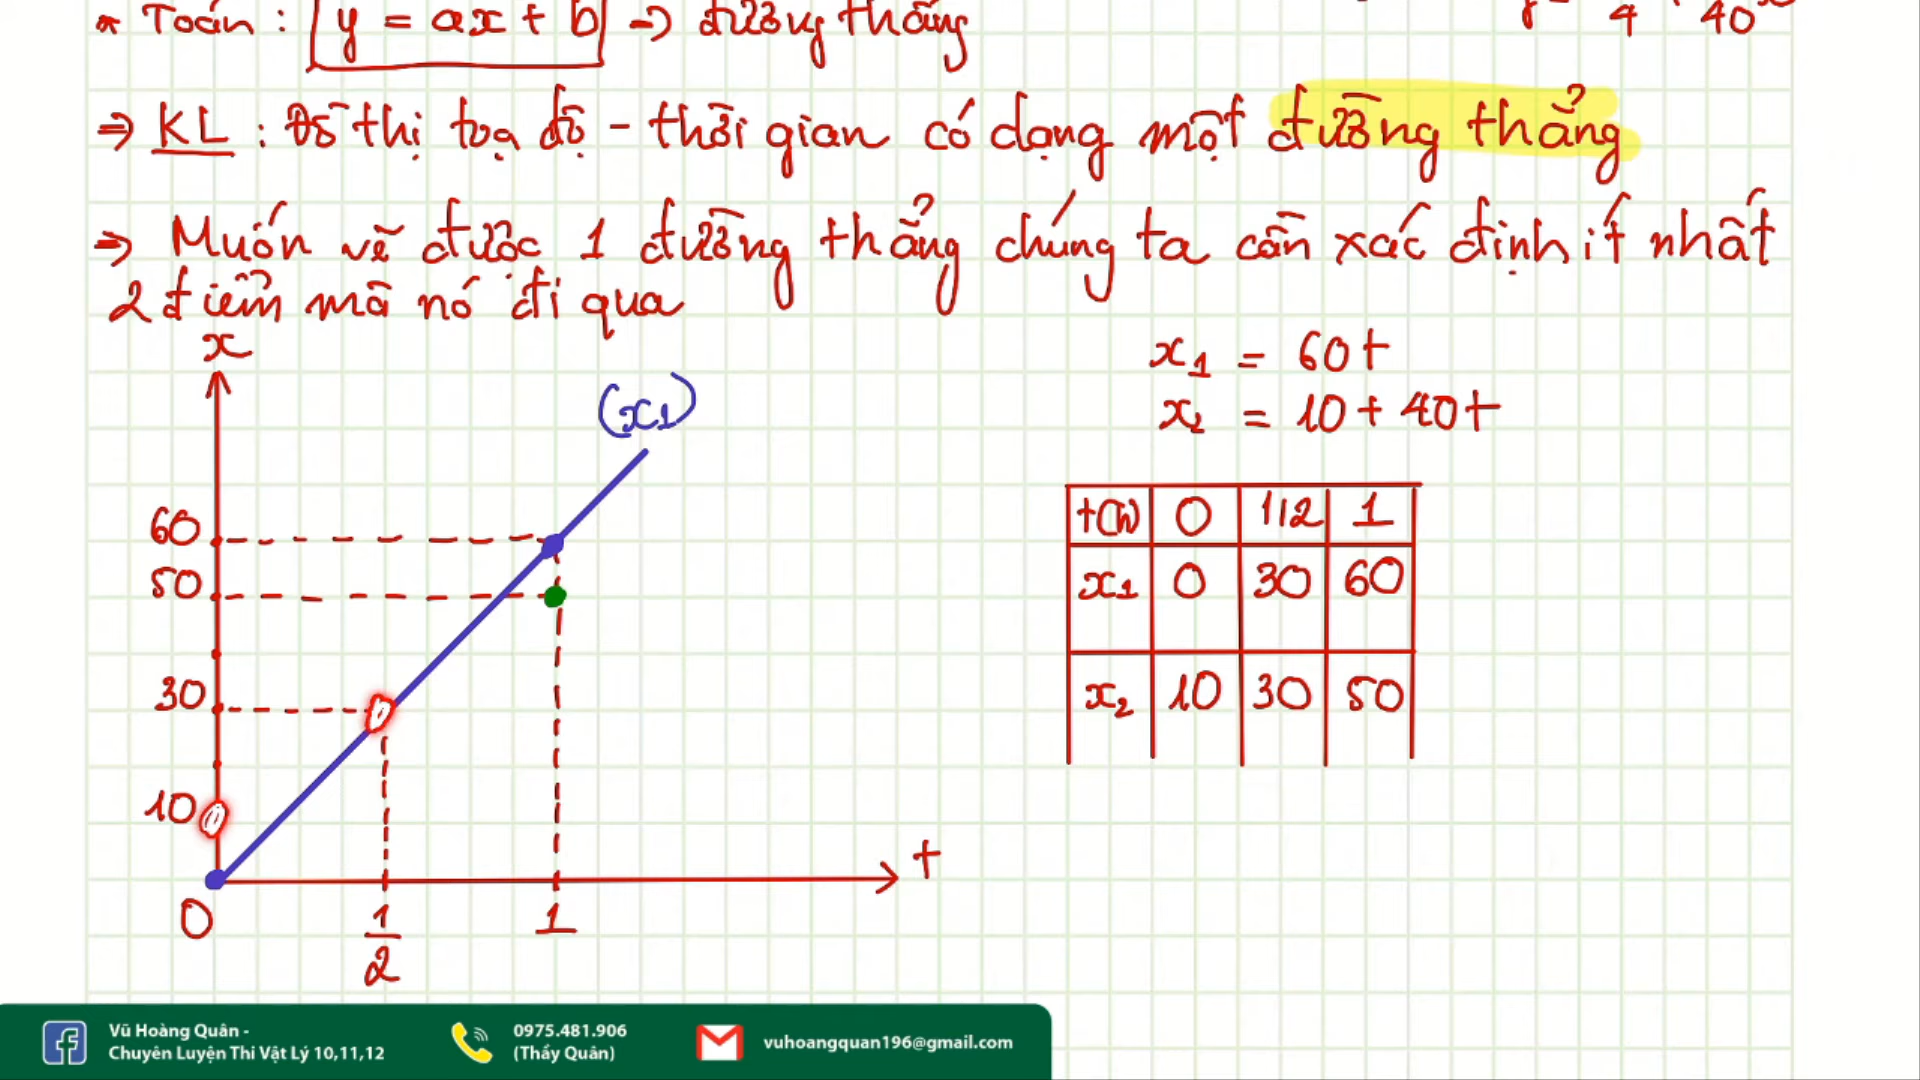 * Toán : y = ax + b → đường thẳng
⇒ KL : Đồ thị toạ độ - thời gian có dạng một đường thẳng
⇒ Muốn vẽ được 1 đường thẳng chúng ta cần xác định ít nhất
2 điểm mà nó đi qua
x
(x1)
x1 = 60t
x2 = 10 + 40t
60
50
30
10
0
1/2
1
t
t(h) 0 1/2 1
x1 0 30 60
x2 10 30 50
Vũ Hoàng Quân -
Chuyên Luyện Thi Vật Lý 10,11,12
0975.481.906
(Thầy Quân)
vuhoangquan196@gmail.com